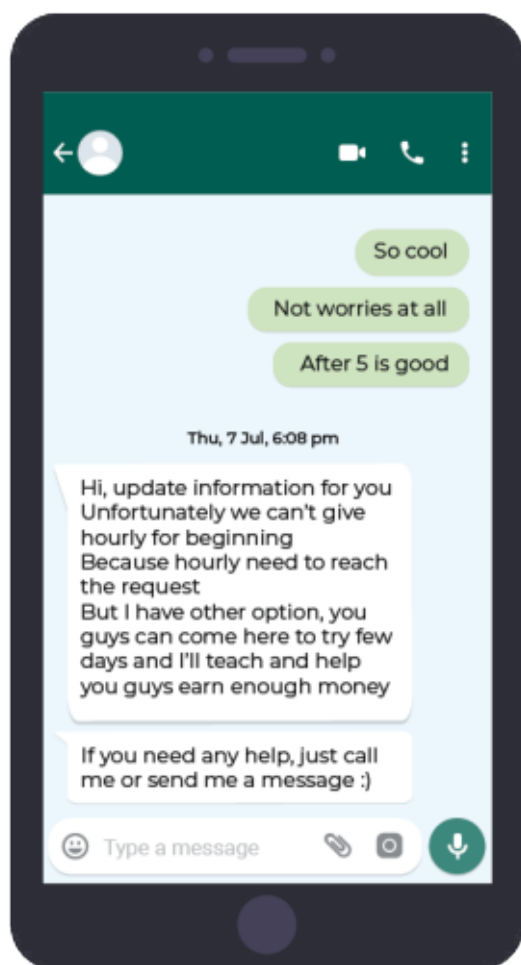 So cool
Not worries at all
After 5 is good
Thu, 7 Jul, 6:08 pm
Hi, update information for you
Unfortunately we can't give
hourly for beginning
Because hourly need to reach
the request
But I have other option, you
guys can come here to try few
days and I'll teach and help
you guys earn enough money
If you need any help, just call
me or send me a message :)
Type a message